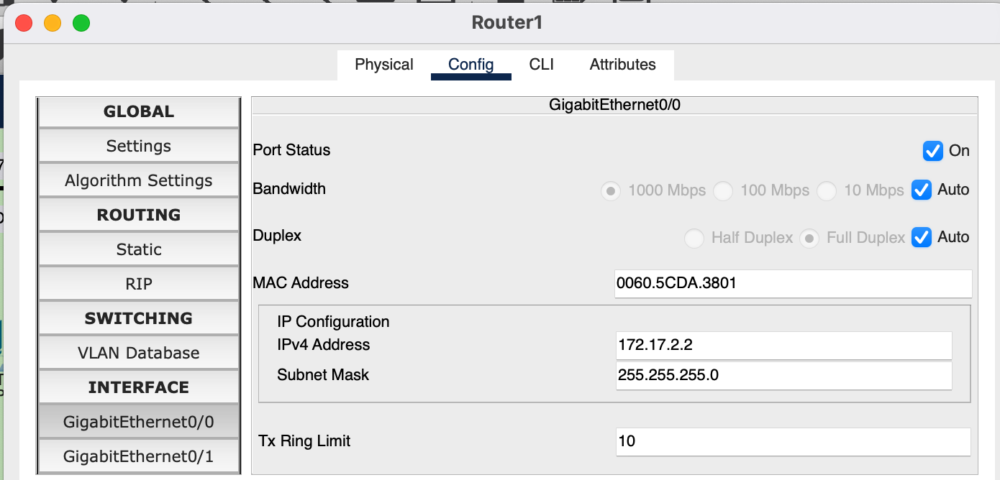 Router1
Physical Config CLI Attributes
GLOBAL
Settings
Algorithm Settings
ROUTING
Static
RIP
SWITCHING
VLAN Database
INTERFACE
GigabitEthernet0/0
GigabitEthernet0/1
GigabitEthernet0/0
Port Status On
Bandwidth 1000 Mbps 100 Mbps 10 Mbps Auto
Duplex Half Duplex Full Duplex Auto
MAC Address 0060.5CDA.3801
IP Configuration
IPv4 Address 172.17.2.2
Subnet Mask 255.255.255.0
Tx Ring Limit 10